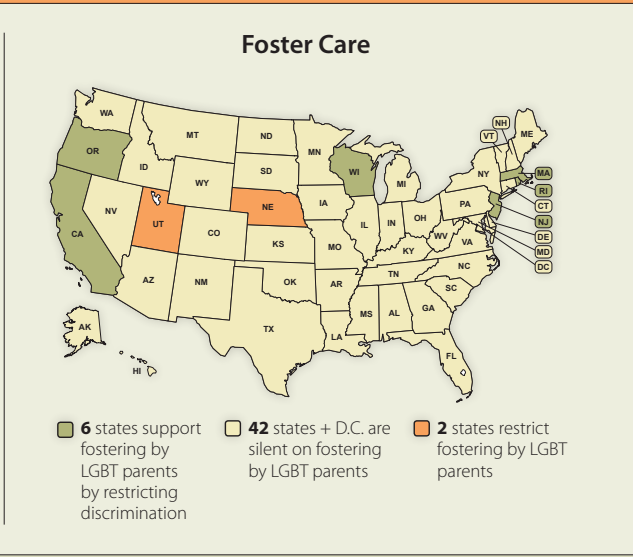 Foster Care
WA
OR
CA
NV
ID
MT
WY
UT
AZ
CO
NM
ND
SD
NE
KS
OK
TX
MN
IA
MO
AR
LA
WI
IL
MI
IN
OH
KY
TN
MS
AL
GA
FL
SC
NC
VA
WV
PA
NY
VT
NH
ME
MA
RI
CT
NJ
DE
MD
DC
AK
HI
6 states support
fostering by
LGBT parents
by restricting
discrimination
42 states + D.C. are
silent on fostering
by LGBT parents
2 states restrict
fostering by LGBT
parents